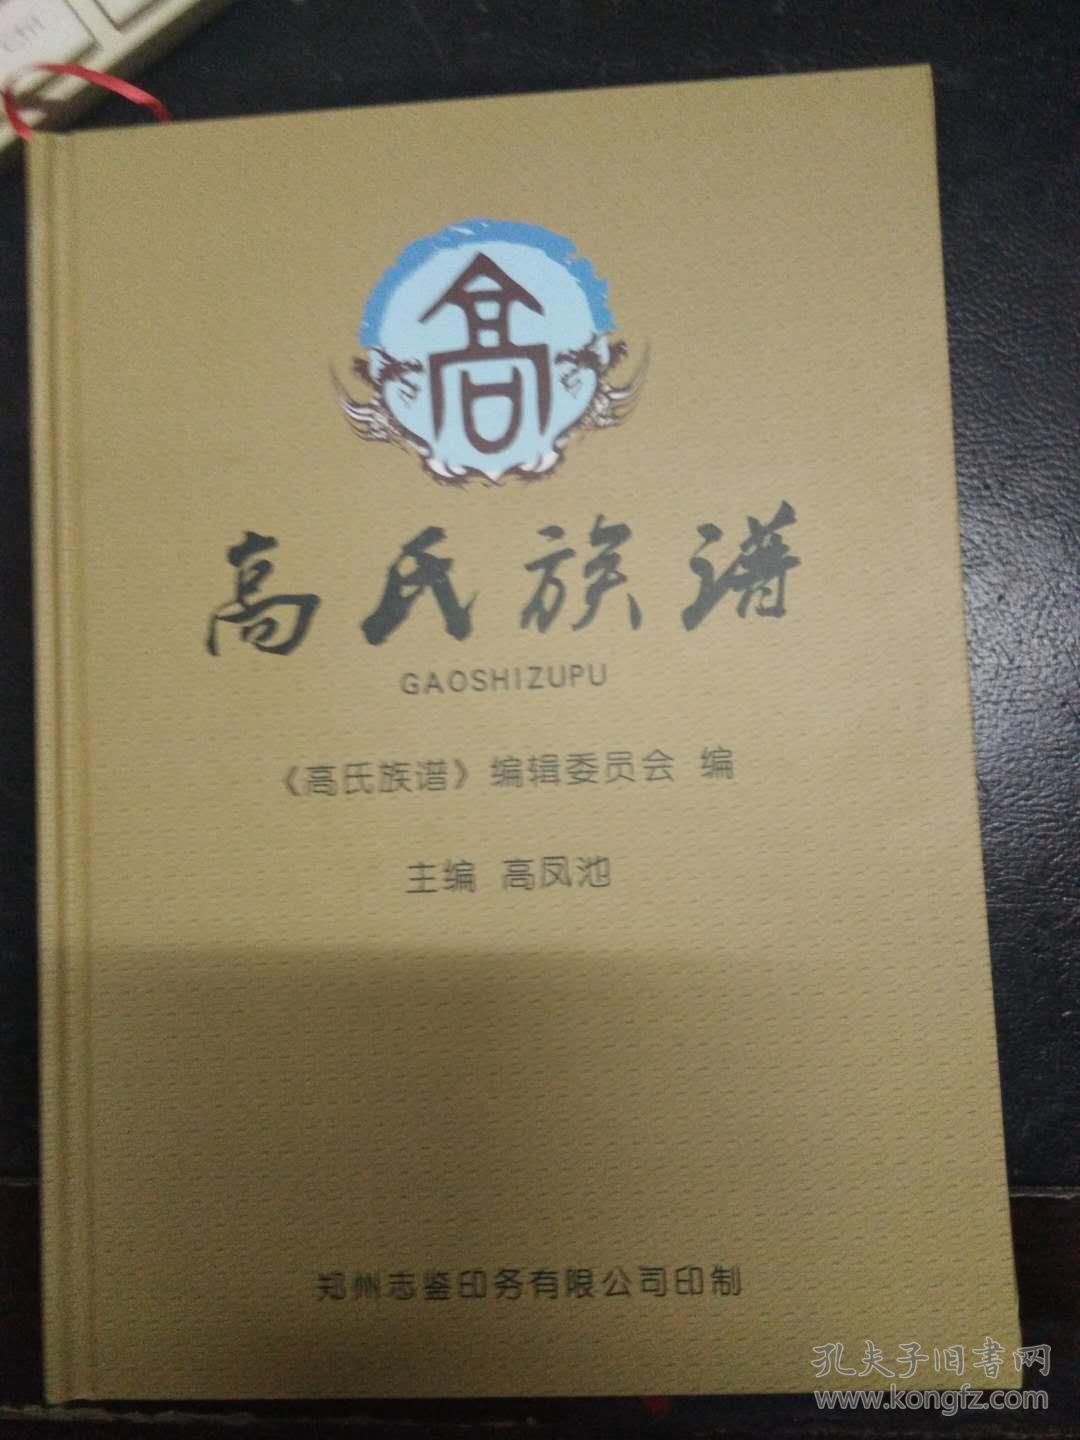 Ctrl
高
高氏族谱
GAOSHIZUPU
《高氏族谱》编辑委员会 编
主编 高凤池
郑州志鉴印务有限公司印制
孔夫子旧書网
www.kongfz.com